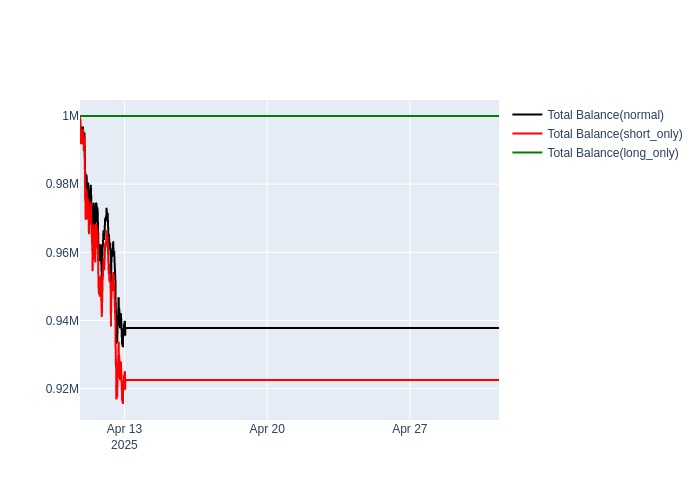 1M
0.98M
0.96M
0.94M
0.92M
Apr 13
2025
Apr 20
Apr 27
Total Balance(normal)
Total Balance(short_only)
Total Balance(long_only)